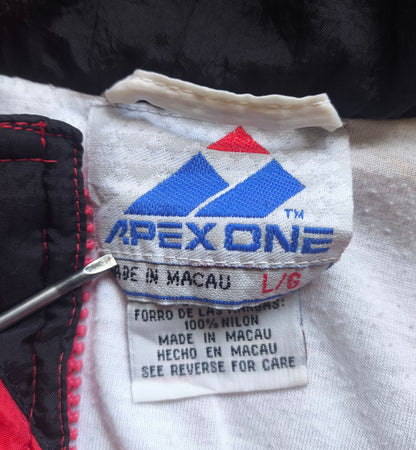 APEX ONE TM
MADE IN MACAU L/G
FORRO DE LAS MANGAS:
100% NILON
MADE IN MACAU
HECHO EN MACAU
SEE REVERSE FOR CARE